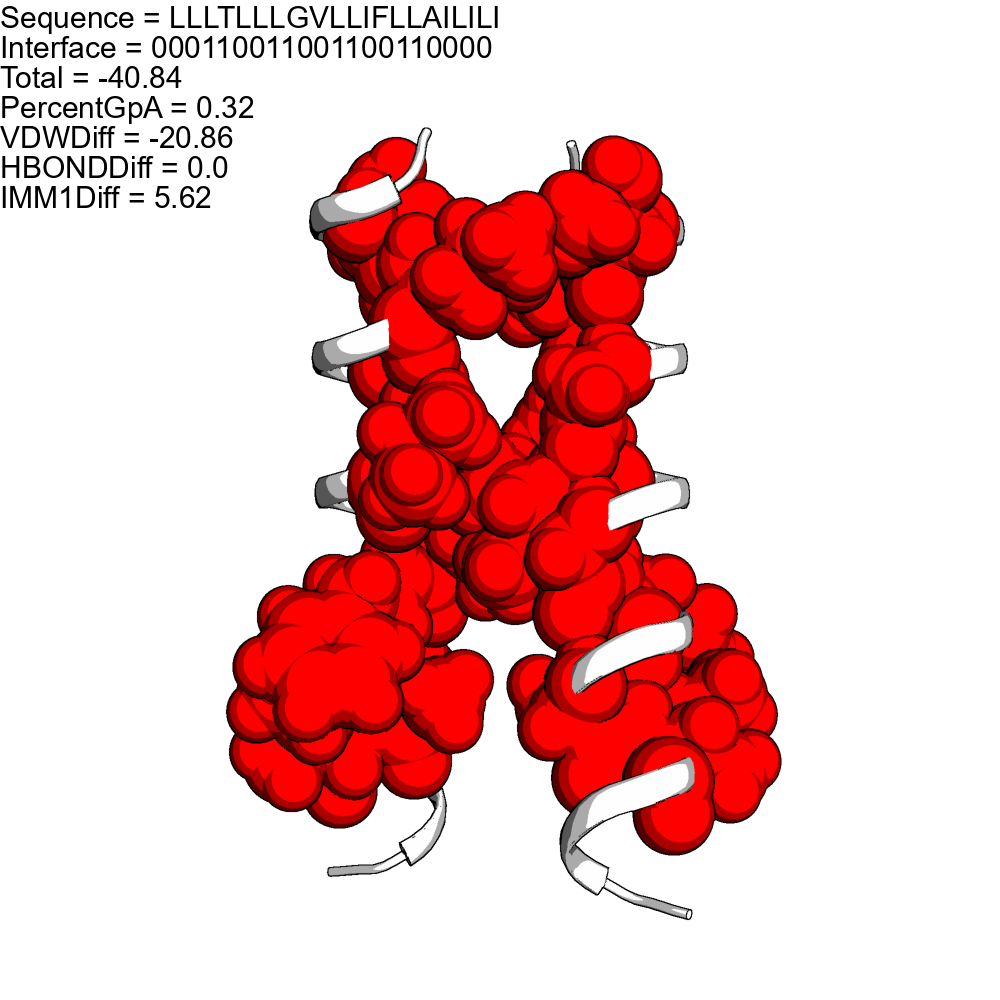 Sequence = LLLTLLLGVLLIFLLAILILI
Interface = 000110011001100110000
Total = -40.84
PercentGpA = 0.32
VDWDiff = -20.86
HBONDDiff = 0.0
IMM1Diff = 5.62